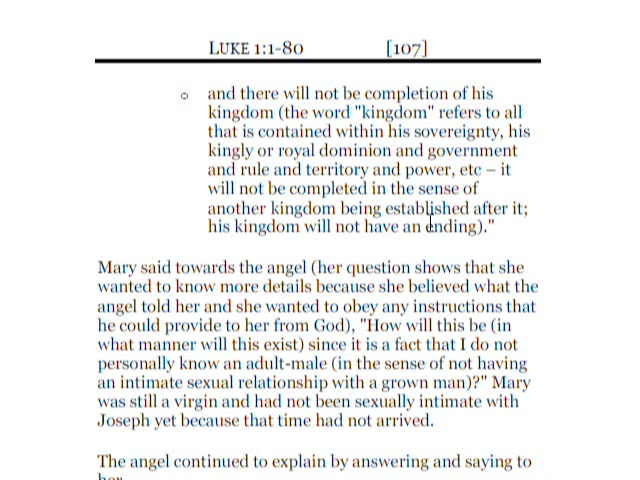 LUKE 1:1-80 [107]
o and there will not be completion of his
kingdom (the word "kingdom" refers to all
that is contained within his sovereignty, his
kingly or royal dominion and government
and rule and territory and power, etc – it
will not be completed in the sense of
another kingdom being established after it;
his kingdom will not have an ending)."
Mary said towards the angel (her question shows that she
wanted to know more details because she believed what the
angel told her and she wanted to obey any instructions that
he could provide to her from God), "How will this be (in
what manner will this exist) since it is a fact that I do not
personally know an adult-male (in the sense of not having
an intimate sexual relationship with a grown man)?" Mary
was still a virgin and had not been sexually intimate with
Joseph yet because that time had not arrived.
The angel continued to explain by answering and saying to